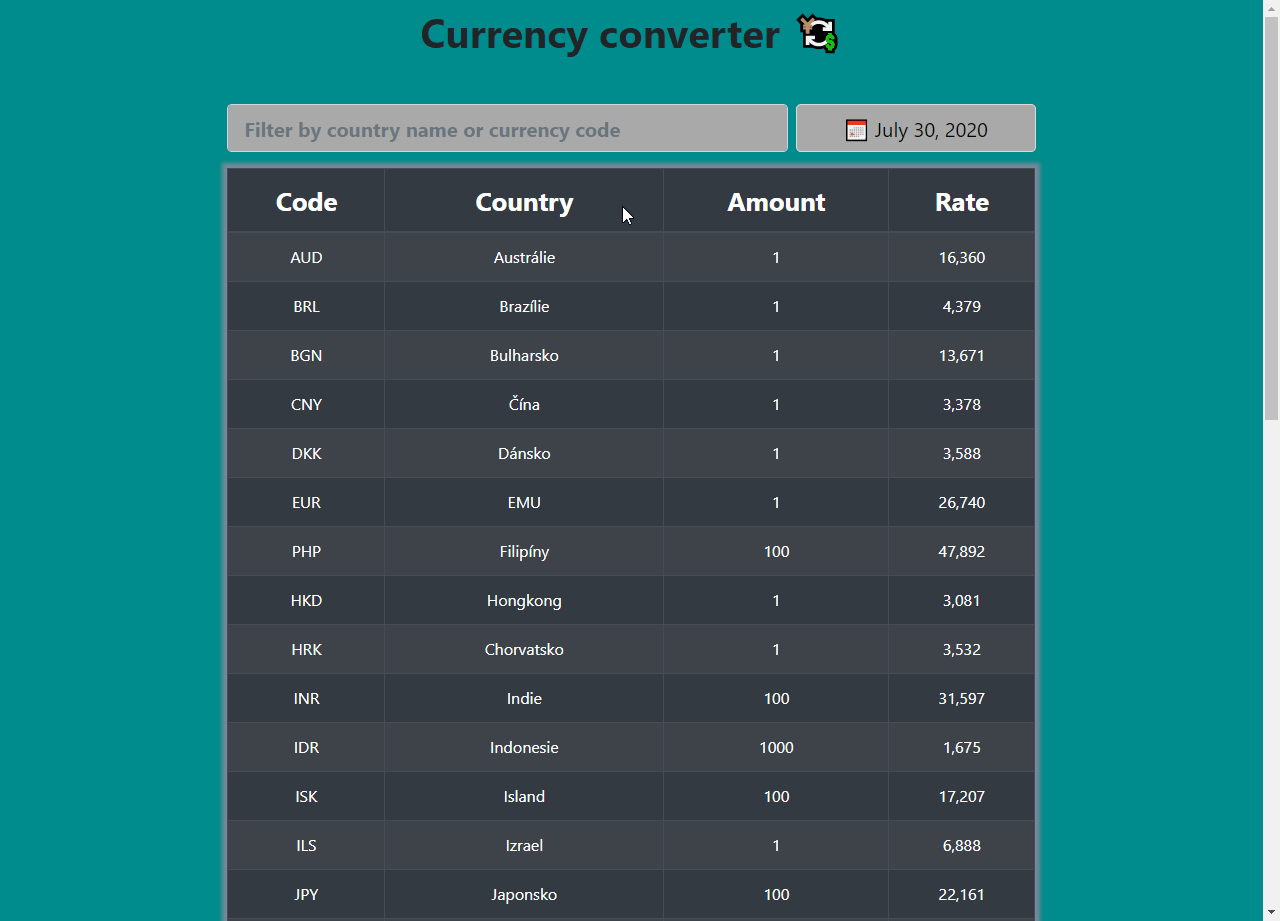 Currency converter
Filter by country name or currency code
July 30, 2020
Code Country Amount Rate
AUD Austrálie 1 16,360
BRL Brazílie 1 4,379
BGN Bulharsko 1 13,671
CNY Čína 1 3,378
DKK Dánsko 1 3,588
EUR EMU 1 26,740
PHP Filipíny 100 47,892
HKD Hongkong 1 3,081
HRK Chorvatsko 1 3,532
INR Indie 100 31,597
IDR Indonesie 1000 1,675
ISK Island 100 17,207
ILS Izrael 1 6,888
JPY Japonsko 100 22,161